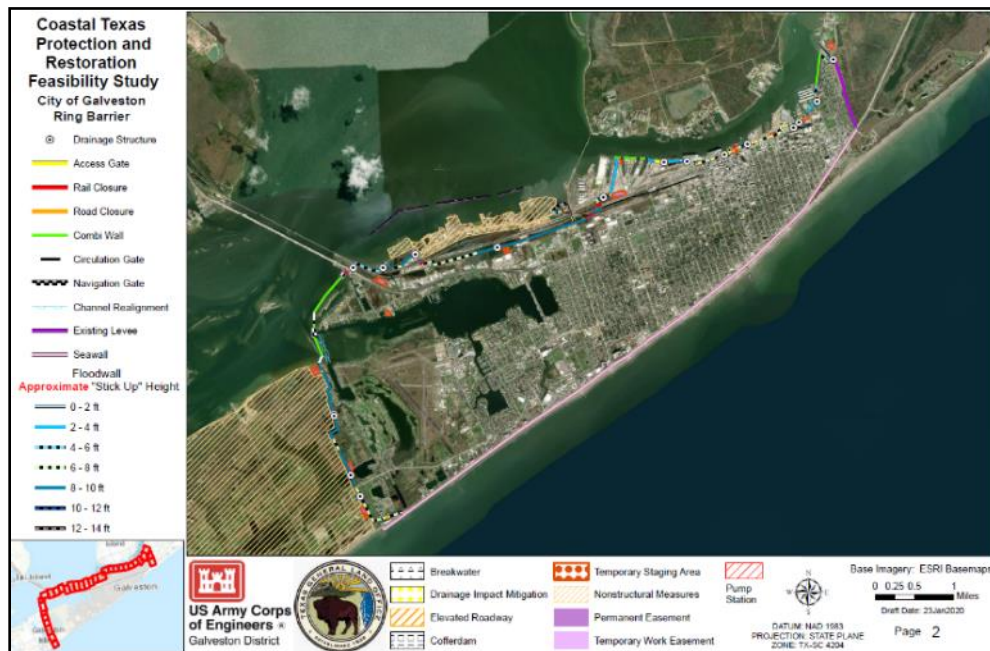 Coastal Texas
Protection and
Restoration
Feasibility Study
City of Galveston
Ring Barrier
Drainage Structure
Access Gate
Rail Closure
Road Closure
Combi Wall
Circulation Gate
Navigation Gate
Channel Realignment
Existing Levee
Seawall
Floodwall
Approximate "Stick Up" Height
0 - 2 ft
2 - 4 ft
4 - 6 ft
6 - 8 ft
8 - 10 ft
10 - 12 ft
12 - 14 ft
Galveston
US Army Corps
of Engineers ®
Galveston District
TEXAS GENERAL LAND OFFICE
Breakwater
Drainage Impact Mitigation
Elevated Roadway
Cofferdam
Temporary Staging Area
Nonstructural Measures
Permanent Easement
Temporary Work Easement
Pump
Station
N
W E
S
DATUM: NAD 1983
PROJECTION: STATE PLANE
ZONE: TX-SC 4204
Base Imagery: ESRI Basemaps
0 0.25 0.5 1
Miles
Draft Date: 23Jan2020
Page 2